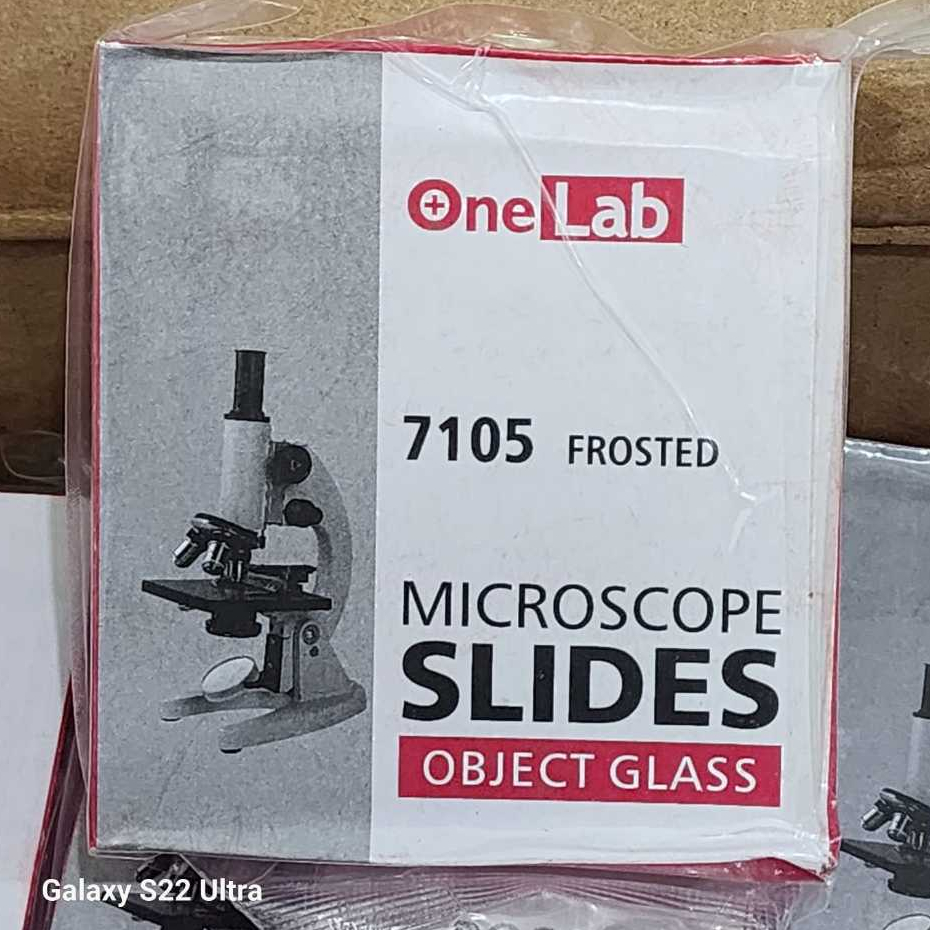 OneLab
7105 FROSTED
MICROSCOPE
SLIDES
OBJECT GLASS
Galaxy S22 Ultra